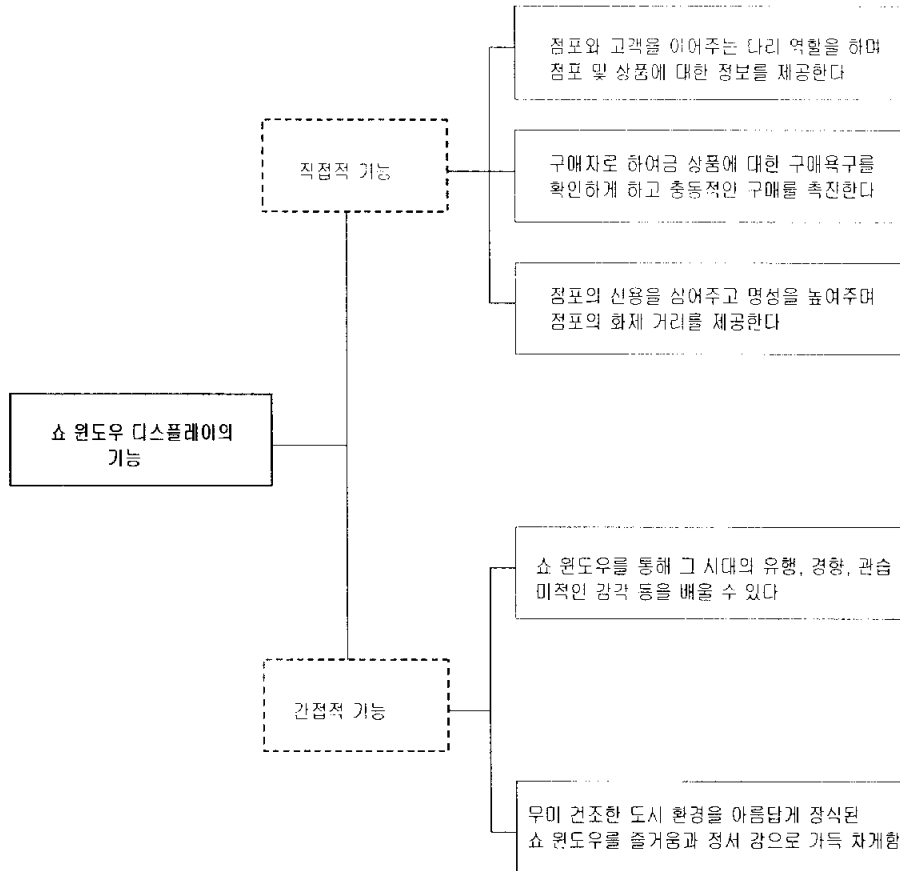 점포와 고객을 이어주는 다리 역할을 하며
점포 및 상품에 대한 정보를 제공한다
직접적 기능
구매자로 하여금 상품에 대한 구매욕구를
확인하게 하고 충동적인 구매를 촉진한다
점포의 신용을 심어주고 명성을 높여주며
점포의 화제 거리를 제공한다
쇼 윈도우 디스플레이의
기능
쇼 윈도우를 통해 그 시대의 유행, 경향, 관습
미적인 감각 등을 배울 수 있다
간접적 기능
무미 건조한 도시 환경을 아름답게 장식된
쇼 윈도우를 즐거움과 정서 감으로 가득 차게함